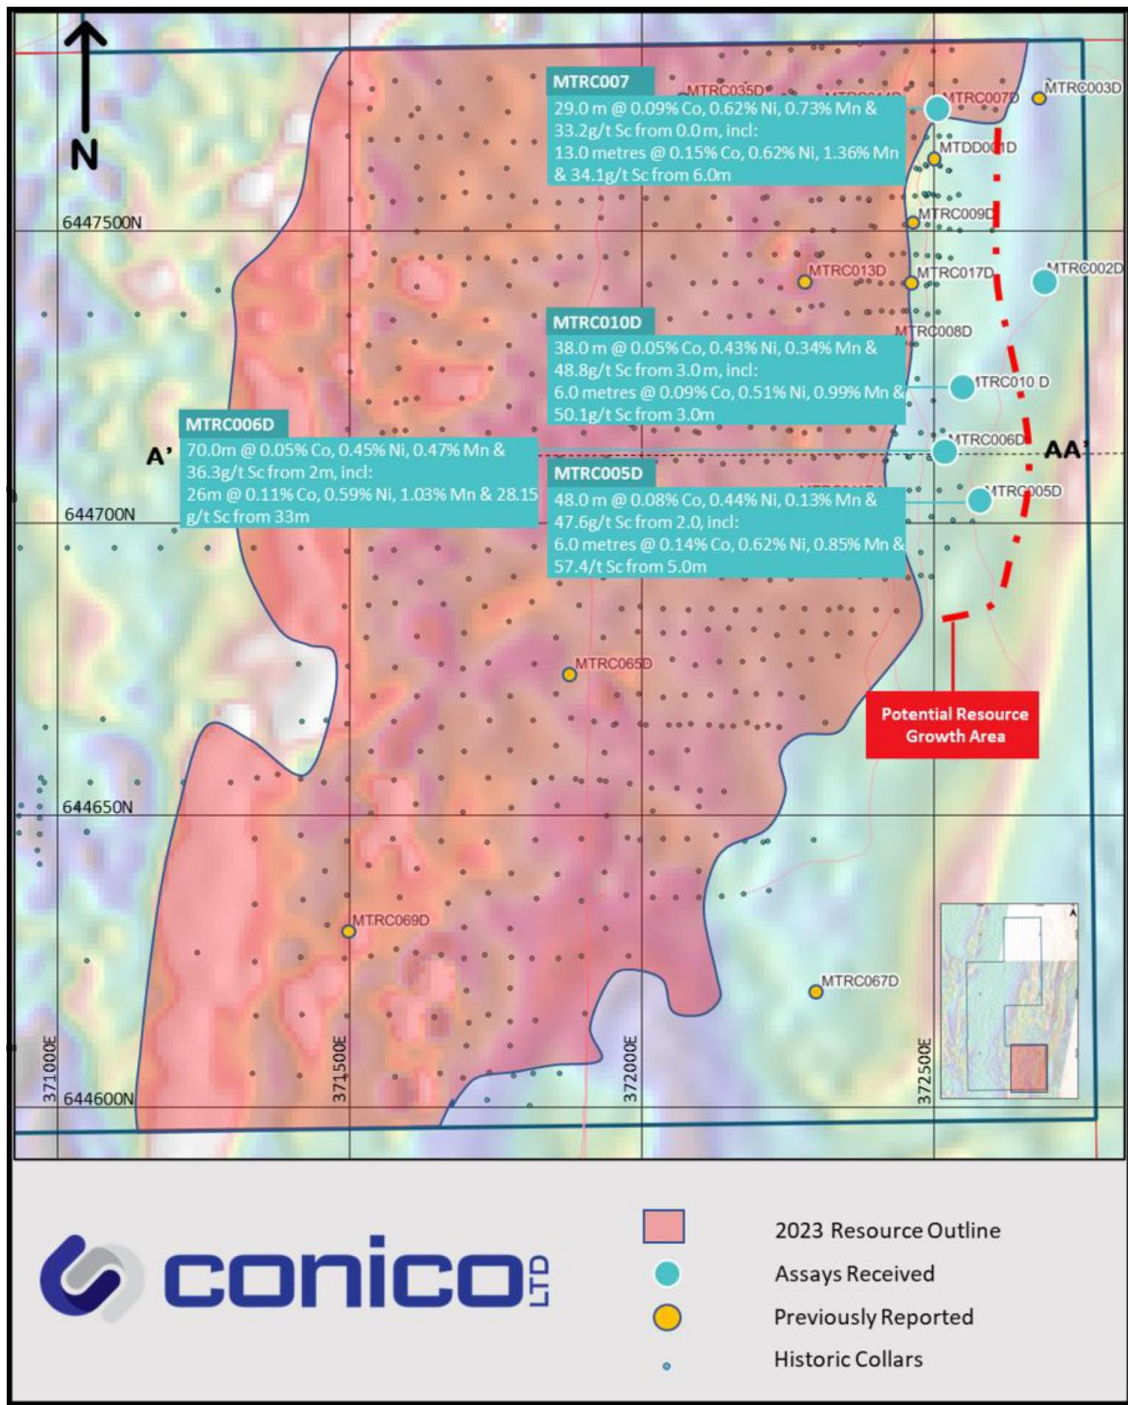 N
MTRC007
29.0 m @ 0.09% Co, 0.62% Ni, 0.73% Mn &
33.2g/t Sc from 0.0 m, incl:
13.0 metres @ 0.15% Co, 0.62% Ni, 1.36% Mn
& 34.1g/t Sc from 6.0m
MTRC035D
MTRC007D
MTRC003D
MTDD001D
6447500N
MTRC009D
MTRC013D
MTRC017D
MTRC002D
MTRC008D
MTRC010D
38.0 m @ 0.05% Co, 0.43% Ni, 0.34% Mn &
48.8g/t Sc from 3.0 m, incl:
6.0 metres @ 0.09% Co, 0.51% Ni, 0.99% Mn &
50.1g/t Sc from 3.0m
MTRC010 D
MTRC006D
70.0m @ 0.05% Co, 0.45% Ni, 0.47% Mn &
36.3g/t Sc from 2m, incl:
26m @ 0.11% Co, 0.59% Ni, 1.03% Mn & 28.15
g/t Sc from 33m
A'
MTRC006D
AA'
MTRC005D
48.0 m @ 0.08% Co, 0.44% Ni, 0.13% Mn &
47.6g/t Sc from 2.0, incl:
6.0 metres @ 0.14% Co, 0.62% Ni, 0.85% Mn &
57.4/t Sc from 5.0m
MTRC005D
644700N
MTRC065D
Potential Resource
Growth Area
644650N
MTRC069D
MTRC067D
371000E
371500E
372000E
372500E
644600N
conico LTD
2023 Resource Outline
Assays Received
Previously Reported
Historic Collars